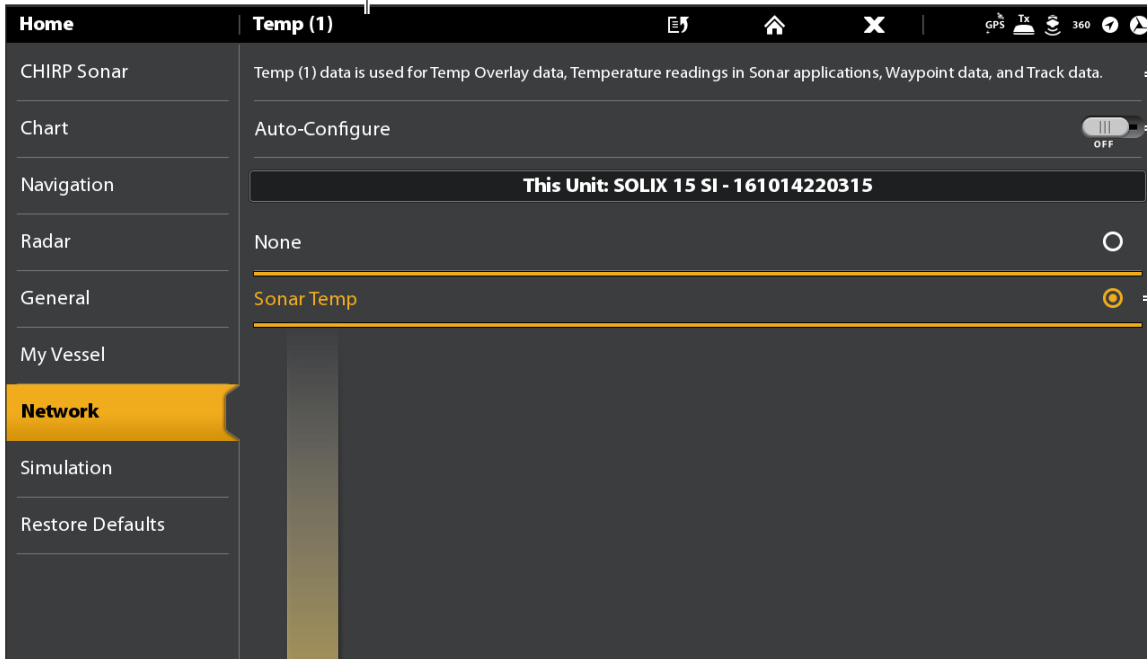 Home
Temp (1)
GPS Tx 360
CHIRP Sonar
Chart
Navigation
Radar
General
My Vessel
Network
Simulation
Restore Defaults
Temp (1) data is used for Temp Overlay data, Temperature readings in Sonar applications, Waypoint data, and Track data.
Auto-Configure
OFF
This Unit: SOLIX 15 SI - 161014220315
None
Sonar Temp